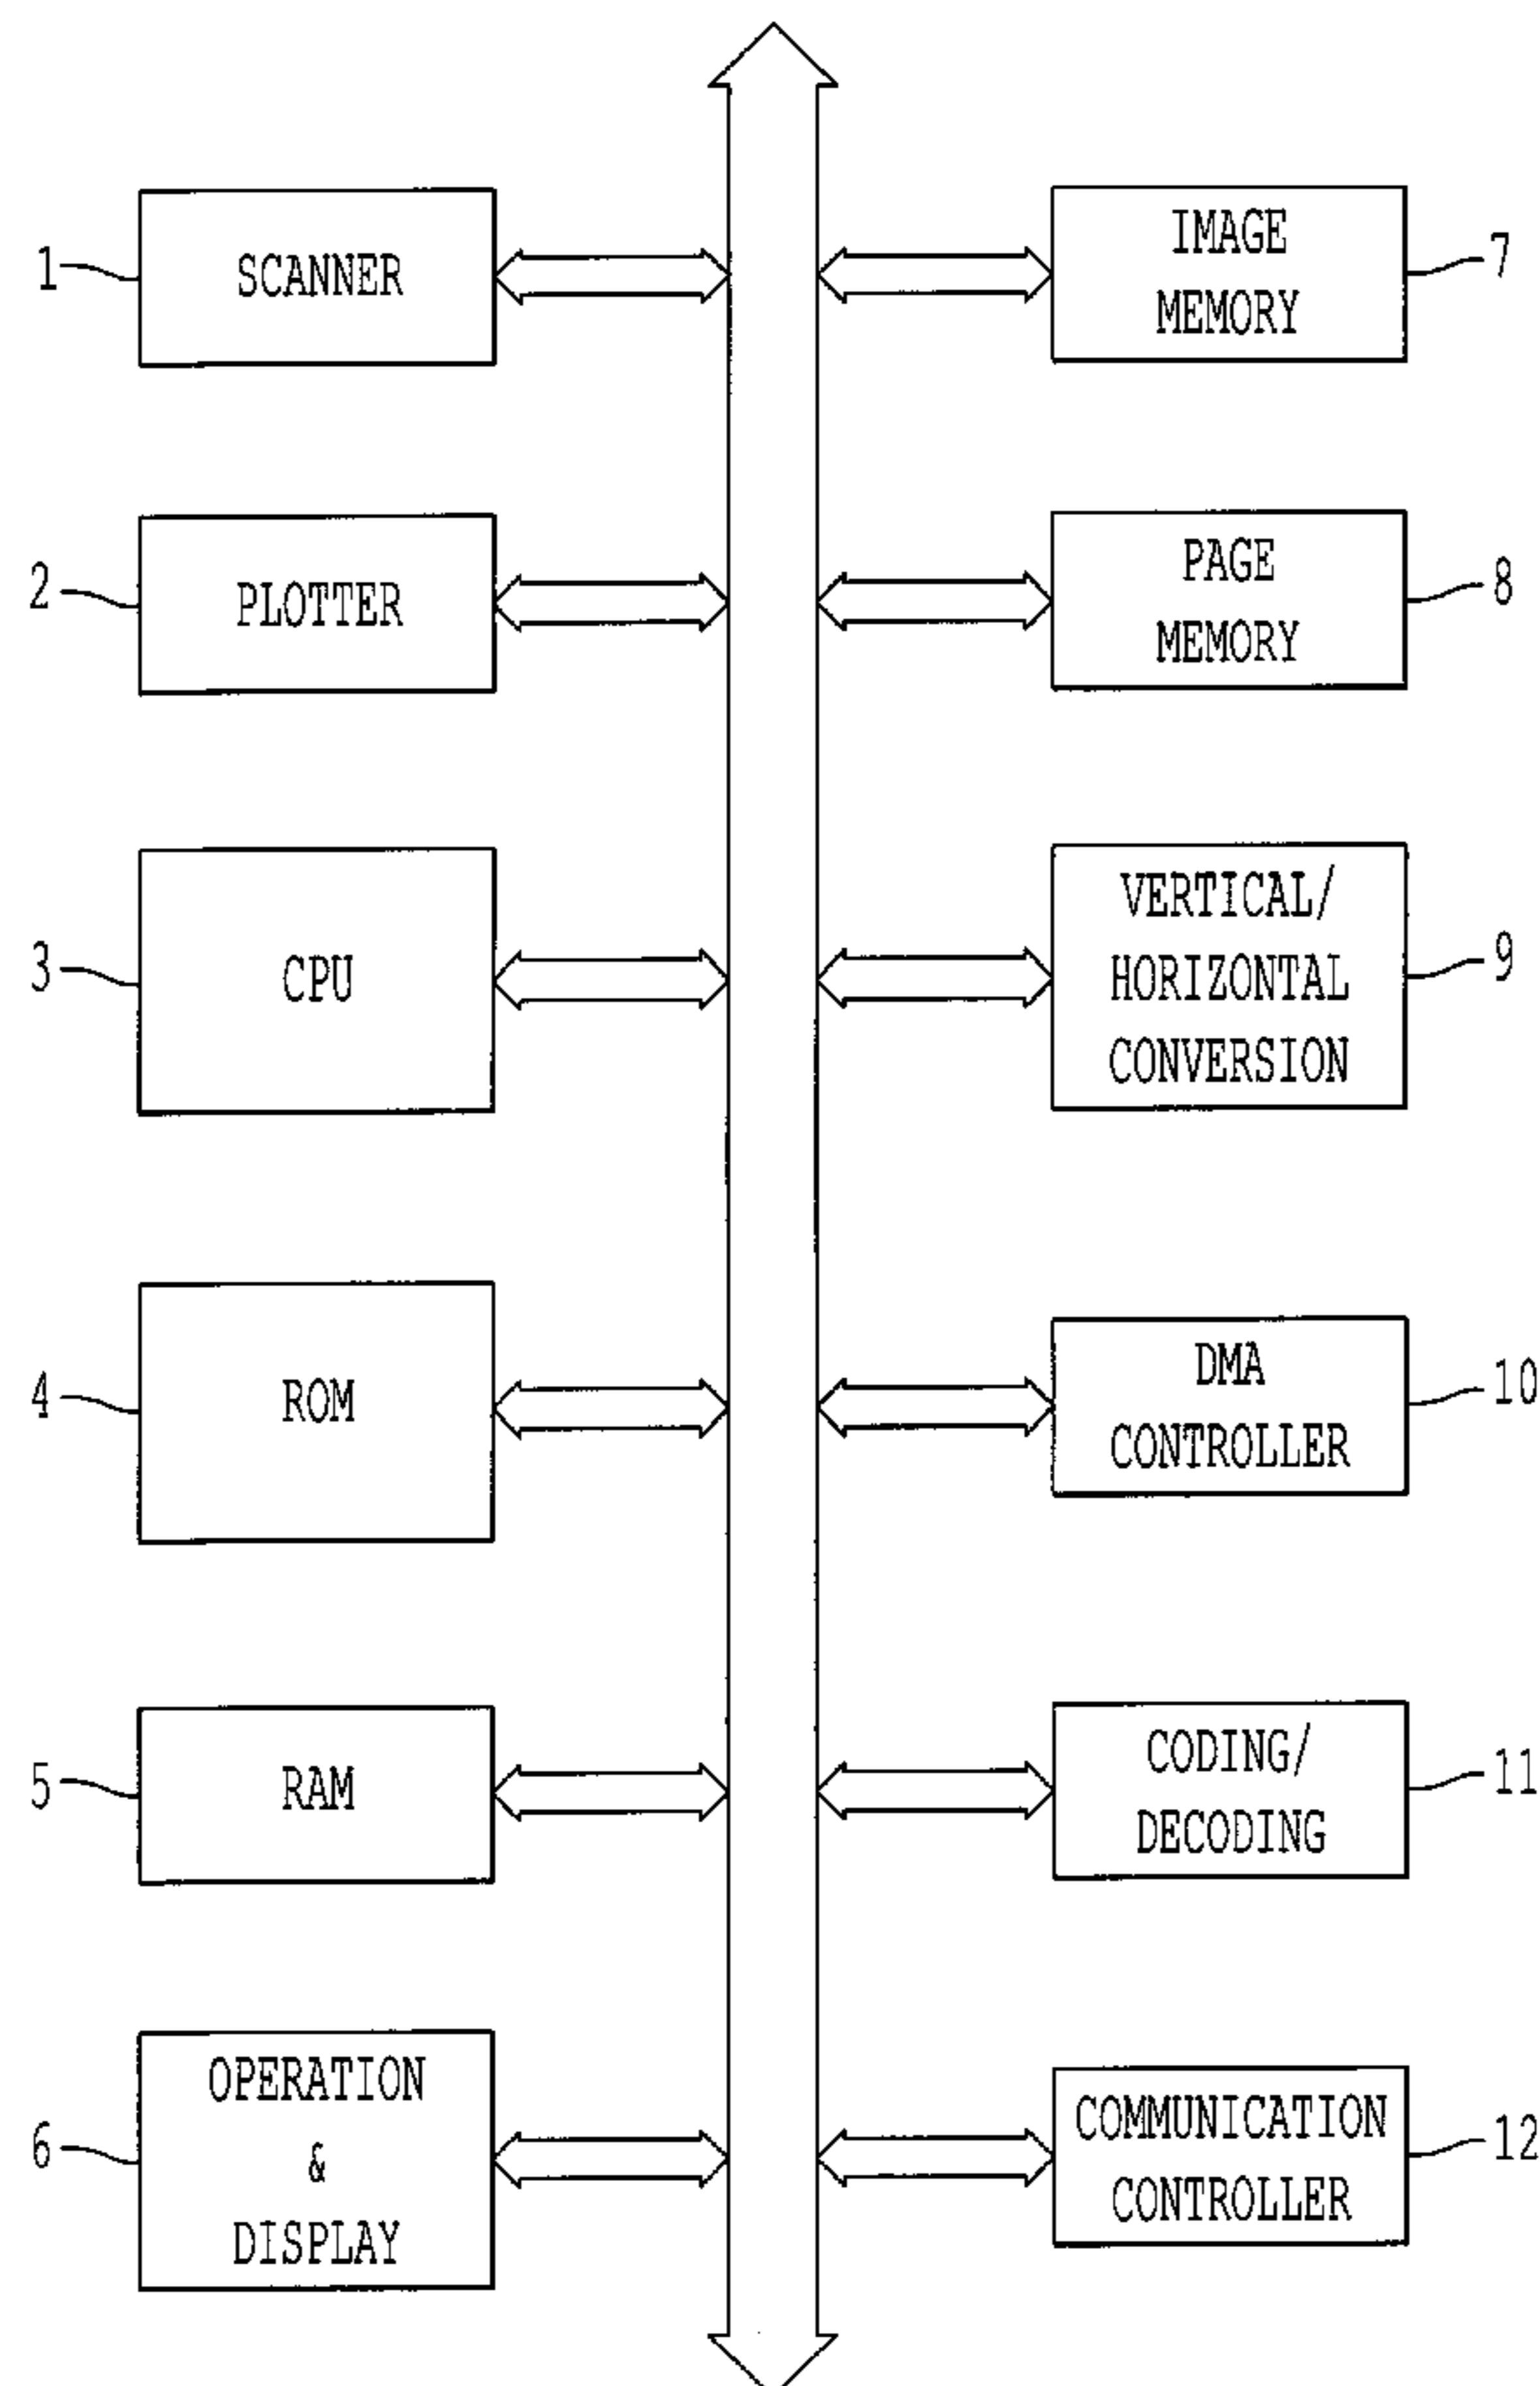 1
SCANNER
IMAGE
MEMORY
7
2
PLOTTER
PAGE
MEMORY
8
3
CPU
VERTICAL/
HORIZONTAL
CONVERSION
9
4
ROM
DMA
CONTROLLER
10
5
RAM
CODING/
DECODING
11
6
OPERATION
&
DISPLAY
COMMUNICATION
CONTROLLER
12